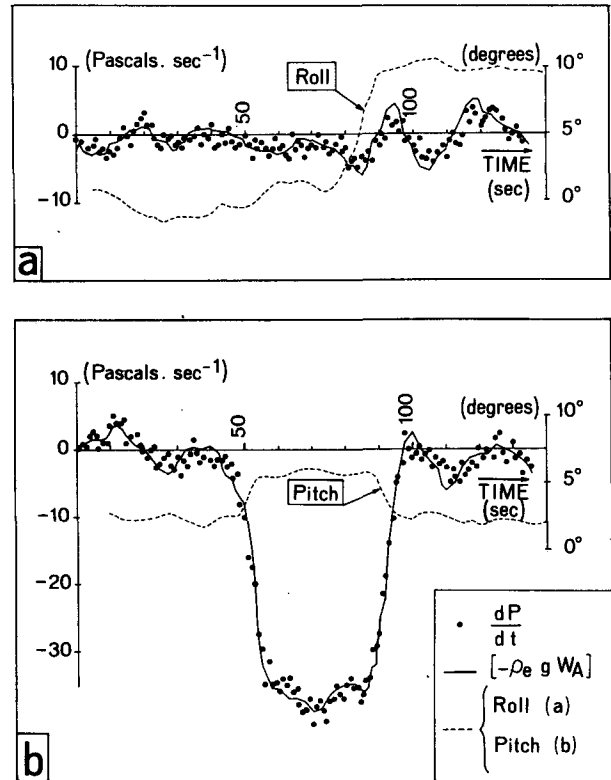 (Pascals. sec⁻¹)
(degrees)
10
0
-10
50
100
10°
5°
0°
Roll
TIME
(sec)
a
(Pascals. sec⁻¹)
(degrees)
10
0
-10
-20
-30
50
100
10°
5°
0°
Pitch
TIME
(sec)
b
dP
dt
[-ρe g WA]
Roll (a)
Pitch (b)